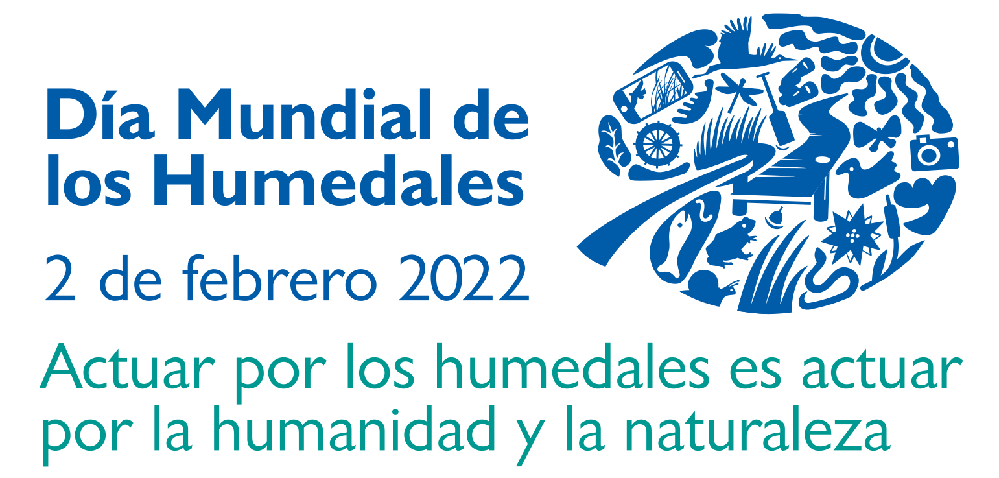 Día Mundial de
los Humedales
2 de febrero 2022
Actuar por los humedales es actuar
por la humanidad y la naturaleza